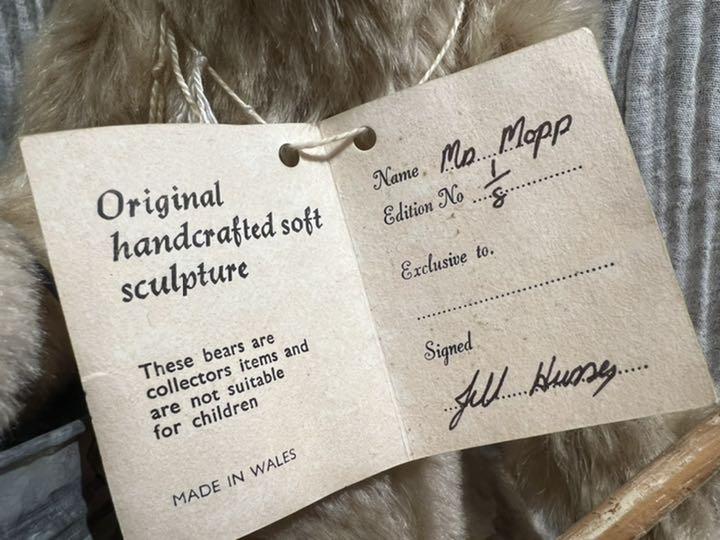 Original
handcrafted soft
sculpture
These bears are
collectors items and
are not suitable
for children
MADE IN WALES
Name Mr. Mopp
Edition No 1/8
Exclusive to.
Signed
Jill Hussey